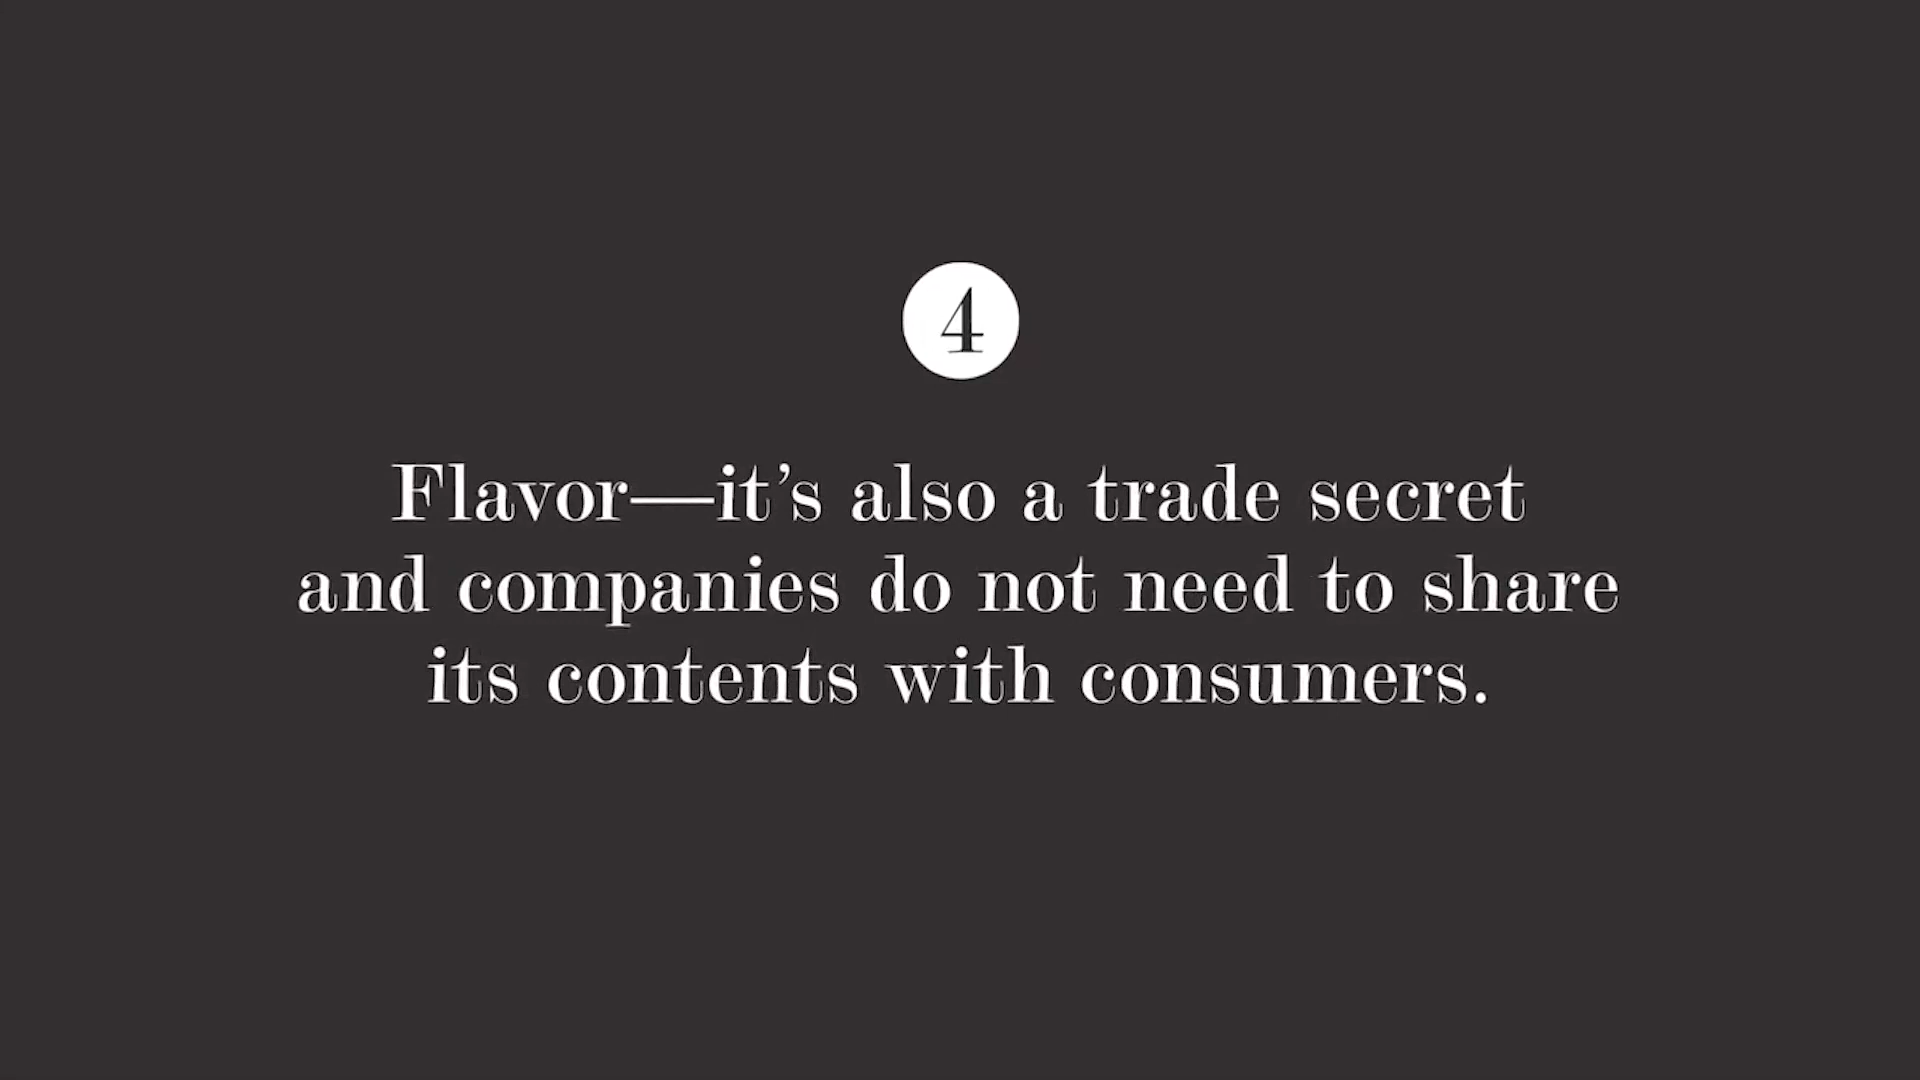 4
Flavor—it’s also a trade secret
and companies do not need to share
its contents with consumers.